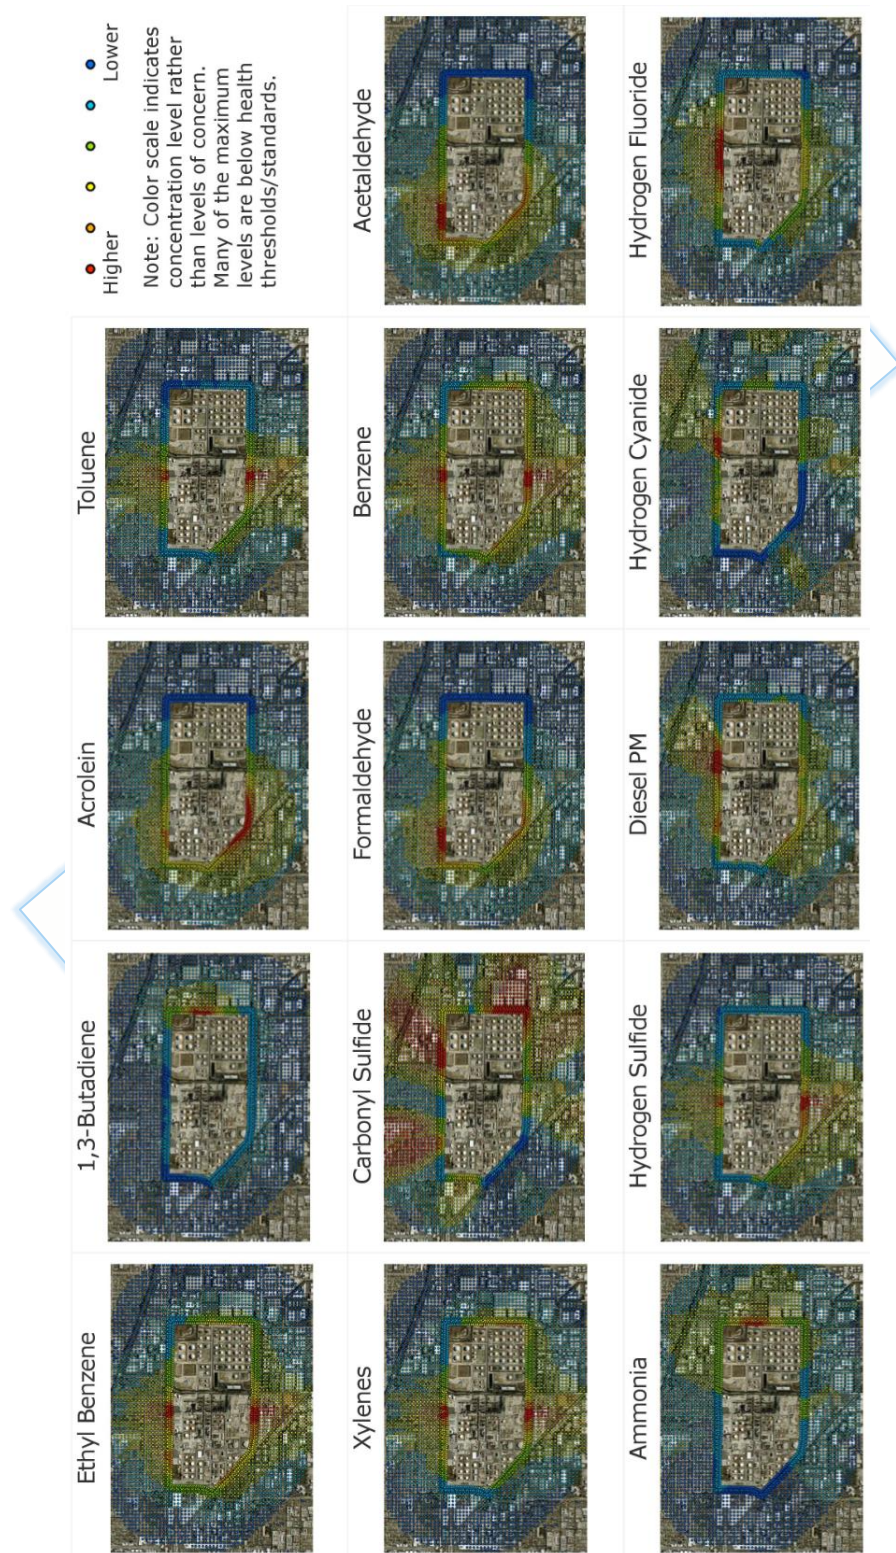 Ethyl Benzene
1,3-Butadiene
Acrolein
Toluene
Higher Lower
Note: Color scale indicates
concentration level rather
than levels of concern.
Many of the maximum
levels are below health
thresholds/standards.
Xylenes
Carbonyl Sulfide
Formaldehyde
Benzene
Acetaldehyde
Ammonia
Hydrogen Sulfide
Diesel PM
Hydrogen Cyanide
Hydrogen Fluoride